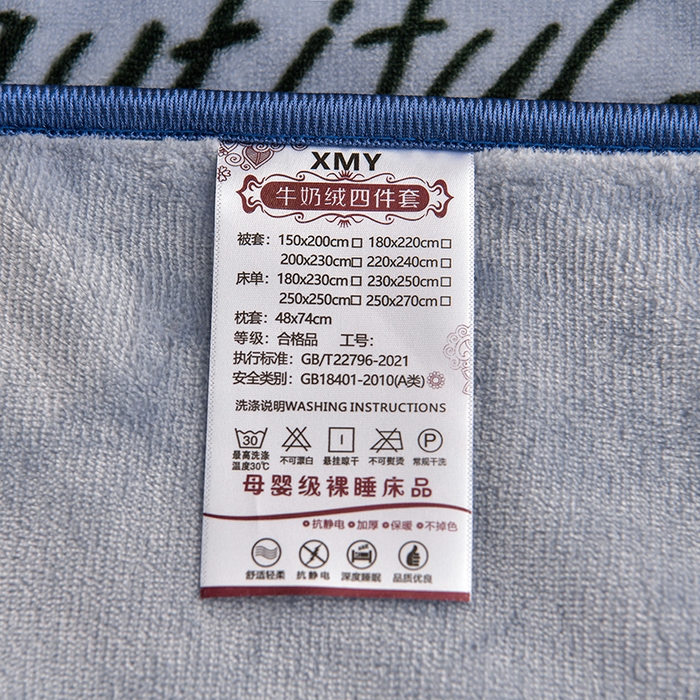 autiful
XMY
牛奶绒四件套
被套：150x200cm□ 180x220cm□
200x230cm□ 220x240cm□
床单：180x230cm□ 230x250cm□
250x250cm□ 250x270cm□
枕套：48x74cm
等级：合格品 工号：
执行标准：GB/T22796-2021
安全类别：GB18401-2010(A类)
洗涤说明WASHING INSTRUCTIONS
30 P
最高洗涤温度30℃ 不可漂白 悬挂晾干 不可熨烫 常规干洗
母婴级裸睡床品
抗静电 加厚 保暖 不掉色
舒适轻柔 抗静电 深度睡眠 品质优良